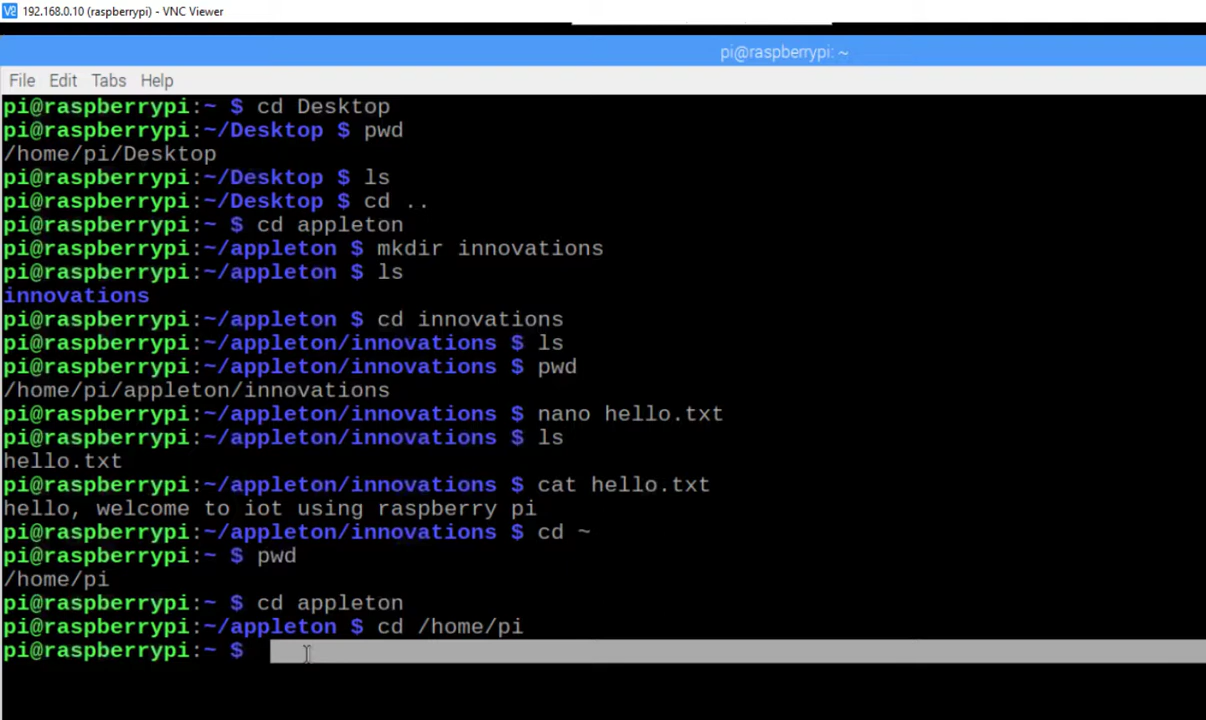 192.168.0.10 (raspberrypi) - VNC Viewer
pi@raspberrypi: ~
File Edit Tabs Help
pi@raspberrypi:~ $ cd Desktop
pi@raspberrypi:~/Desktop $ pwd
/home/pi/Desktop
pi@raspberrypi:~/Desktop $ ls
pi@raspberrypi:~/Desktop $ cd ..
pi@raspberrypi:~ $ cd appleton
pi@raspberrypi:~/appleton $ mkdir innovations
pi@raspberrypi:~/appleton $ ls
innovations
pi@raspberrypi:~/appleton $ cd innovations
pi@raspberrypi:~/appleton/innovations $ ls
pi@raspberrypi:~/appleton/innovations $ pwd
/home/pi/appleton/innovations
pi@raspberrypi:~/appleton/innovations $ nano hello.txt
pi@raspberrypi:~/appleton/innovations $ ls
hello.txt
pi@raspberrypi:~/appleton/innovations $ cat hello.txt
hello, welcome to iot using raspberry pi
pi@raspberrypi:~/appleton/innovations $ cd ~
pi@raspberrypi:~ $ pwd
/home/pi
pi@raspberrypi:~ $ cd appleton
pi@raspberrypi:~/appleton $ cd /home/pi
pi@raspberrypi:~ $